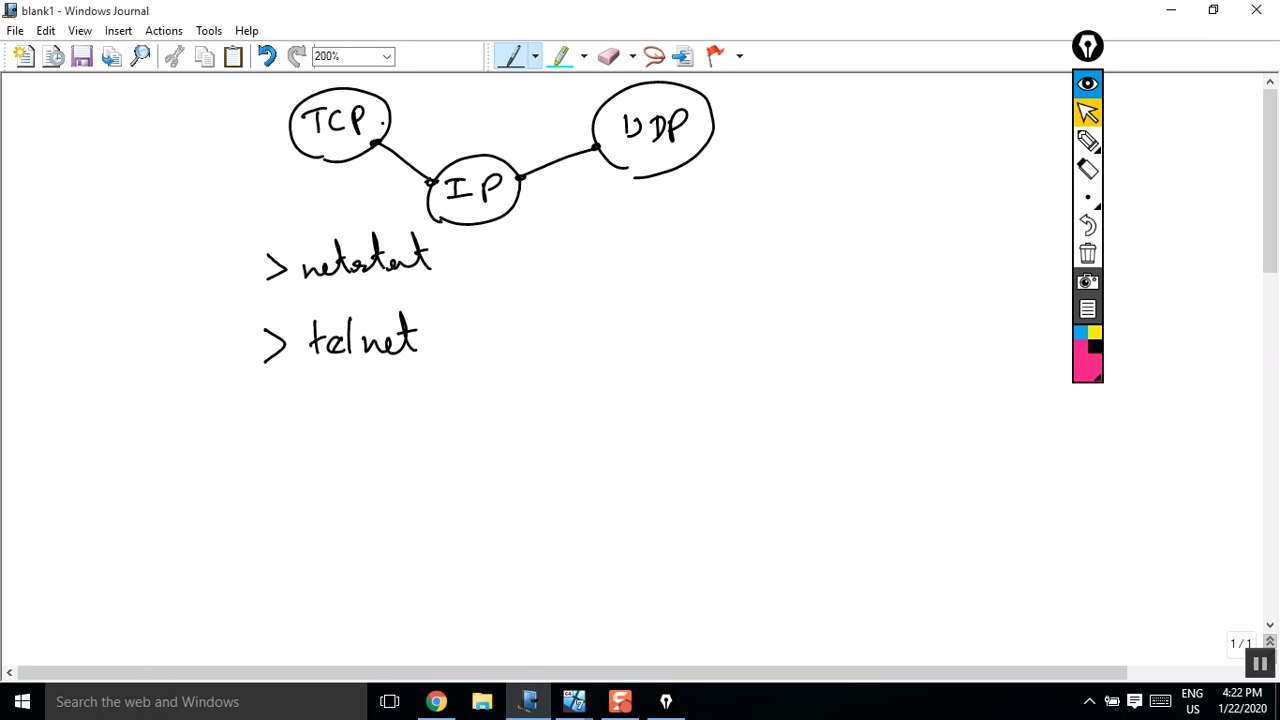 blank1 - Windows Journal
File Edit View Insert Actions Tools Help
200%
TCP UDP
IP
> netstat
> telnet
1 / 1
Search the web and Windows
ENG 4:22 PM
US 1/22/2020